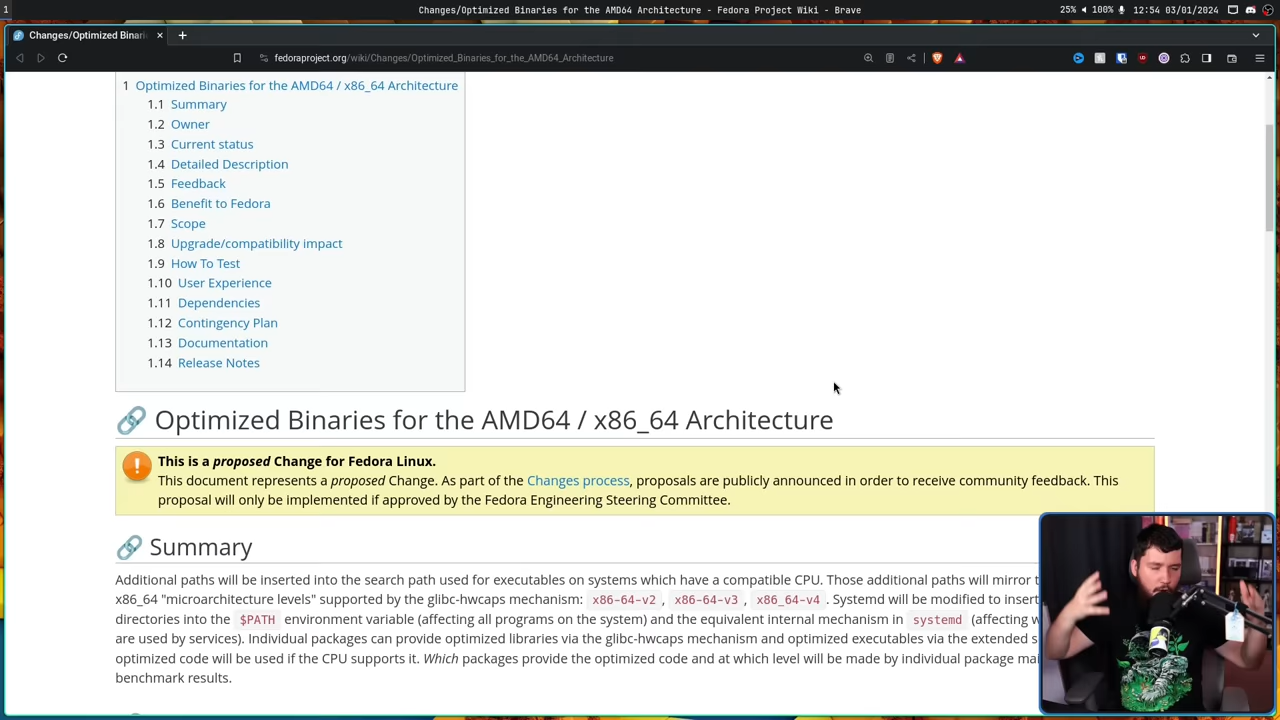 1
Changes/Optimized Binaries for the AMD64 Architecture - Fedora Project Wiki - Brave
25% 100% 12:54 03/01/2024
Changes/Optimized Binari
fedoraproject.org/wiki/Changes/Optimized_Binaries_for_the_AMD64_Architecture
1 Optimized Binaries for the AMD64 / x86_64 Architecture
1.1 Summary
1.2 Owner
1.3 Current status
1.4 Detailed Description
1.5 Feedback
1.6 Benefit to Fedora
1.7 Scope
1.8 Upgrade/compatibility impact
1.9 How To Test
1.10 User Experience
1.11 Dependencies
1.12 Contingency Plan
1.13 Documentation
1.14 Release Notes
Optimized Binaries for the AMD64 / x86_64 Architecture
This is a proposed Change for Fedora Linux.
This document represents a proposed Change. As part of the Changes process, proposals are publicly announced in order to receive community feedback. This
proposal will only be implemented if approved by the Fedora Engineering Steering Committee.
Summary
Additional paths will be inserted into the search path used for executables on systems which have a compatible CPU. Those additional paths will mirror
x86_64 "microarchitecture levels" supported by the glibc-hwcaps mechanism: x86-64-v2, x86-64-v3, x86_64-v4. Systemd will be modified to insert
directories into the $PATH environment variable (affecting all programs on the system) and the equivalent internal mechanism in systemd (affecting
are used by services). Individual packages can provide optimized libraries via the glibc-hwcaps mechanism and optimized executables via the extended
optimized code will be used if the CPU supports it. Which packages provide the optimized code and at which level will be made by individual package
benchmark results.